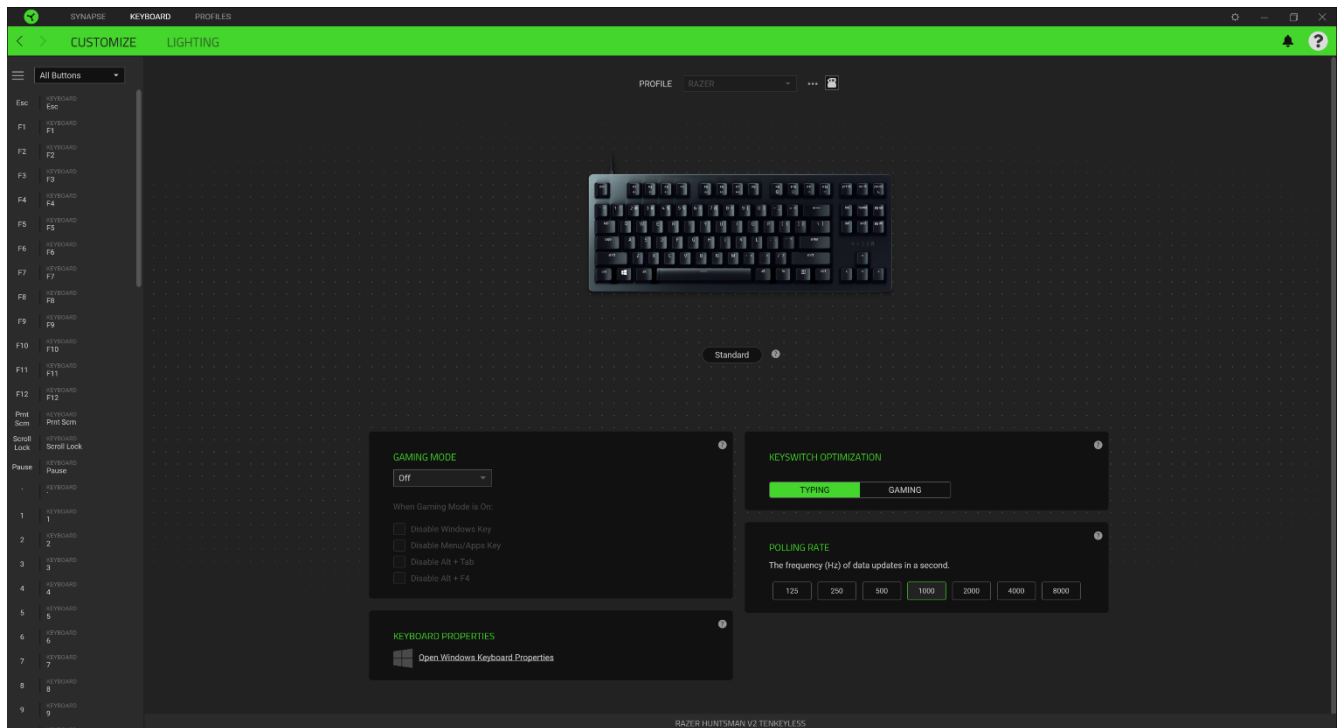 SYNAPSE KEYBOARD PROFILES
CUSTOMIZE LIGHTING
All Buttons
PROFILE RAZER
Esc KEYBOARD Esc
F1 KEYBOARD F1
F2 KEYBOARD F2
F3 KEYBOARD F3
F4 KEYBOARD F4
F5 KEYBOARD F5
F6 KEYBOARD F6
F7 KEYBOARD F7
F8 KEYBOARD F8
F9 KEYBOARD F9
F10 KEYBOARD F10
F11 KEYBOARD F11
F12 KEYBOARD F12
Prnt Scrn KEYBOARD Prnt Scrn
Scroll Lock KEYBOARD Scroll Lock
Pause KEYBOARD Pause
` KEYBOARD `
1 KEYBOARD 1
2 KEYBOARD 2
3 KEYBOARD 3
4 KEYBOARD 4
5 KEYBOARD 5
6 KEYBOARD 6
7 KEYBOARD 7
8 KEYBOARD 8
9 KEYBOARD 9
Standard
GAMING MODE
Off
When Gaming Mode is On:
Disable Windows Key
Disable Menu/Apps Key
Disable Alt + Tab
Disable Alt + F4
KEYBOARD PROPERTIES
Open Windows Keyboard Properties
KEYSWITCH OPTIMIZATION
TYPING GAMING
POLLING RATE
The frequency (Hz) of data updates in a second.
125 250 500 1000 2000 4000 8000
RAZER HUNTSMAN V2 TENKEYLESS